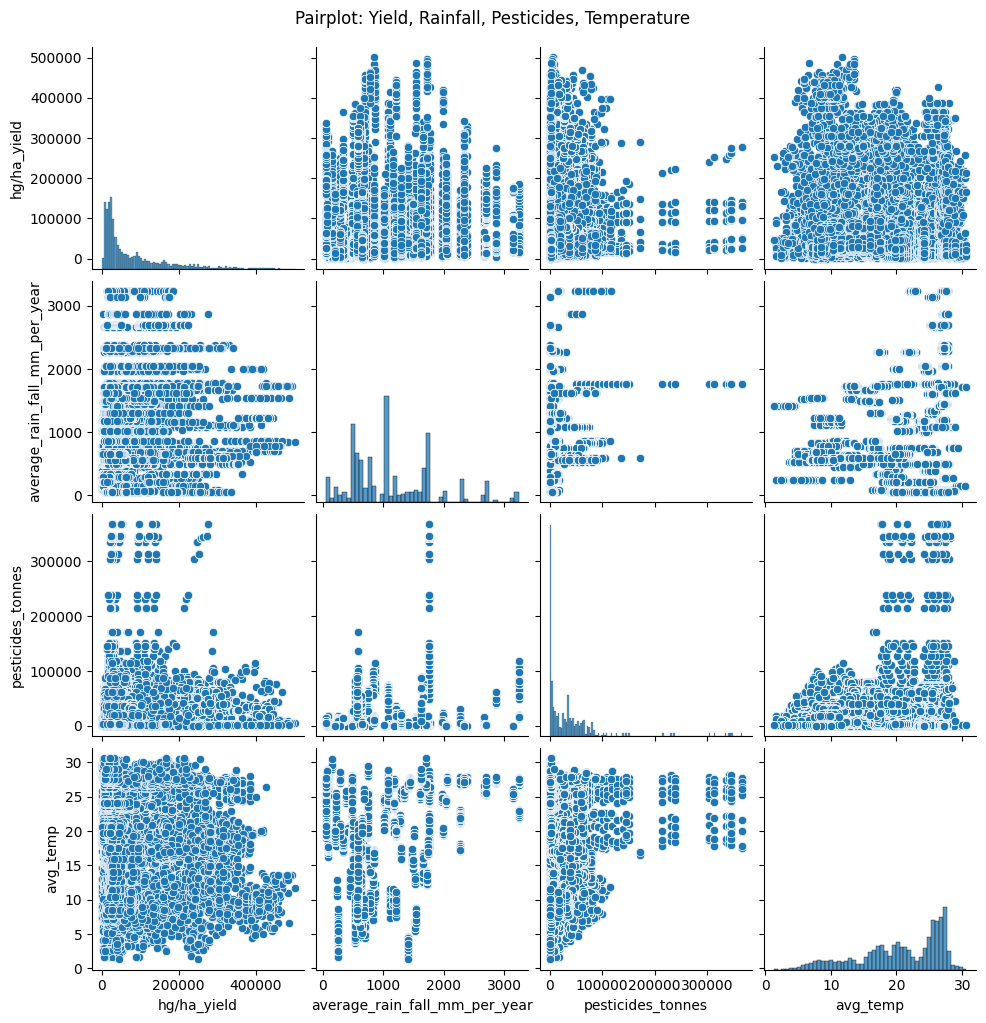 Pairplot: Yield, Rainfall, Pesticides, Temperature
500000
400000
300000
200000
100000
0
hg/ha_yield
3000
2000
1000
0
average_rain_fall_mm_per_year
300000
200000
100000
0
pesticides_tonnes
30
25
20
15
10
5
0
avg_temp
0 200000 400000
hg/ha_yield
0 1000 2000 3000
average_rain_fall_mm_per_year
0 100000 200000 300000
pesticides_tonnes
0 10 20 30
avg_temp